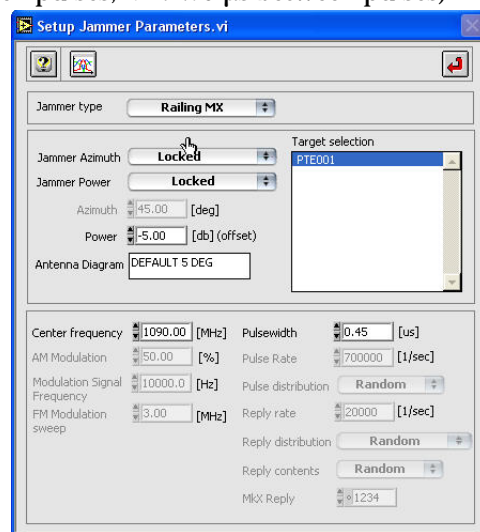 Setup Jammer Parameters.vi
Jammer type Railing MX
Jammer Azimuth Locked
Jammer Power Locked
Azimuth 45.00 [deg]
Power -5.00 [db] (offset)
Antenna Diagram DEFAULT 5 DEG
Target selection
PTE001
Center frequency 1090.00 [MHz]
AM Modulation 50.00 [%]
Modulation Signal Frequency 10000.0 [Hz]
FM Modulation sweep 3.00 [MHz]
Pulsewidth 0.45 [us]
Pulse Rate 700000 [1/sec]
Pulse distribution Random
Reply rate 20000 [1/sec]
Reply distribution Random
Reply contents Random
MkX Reply 1234